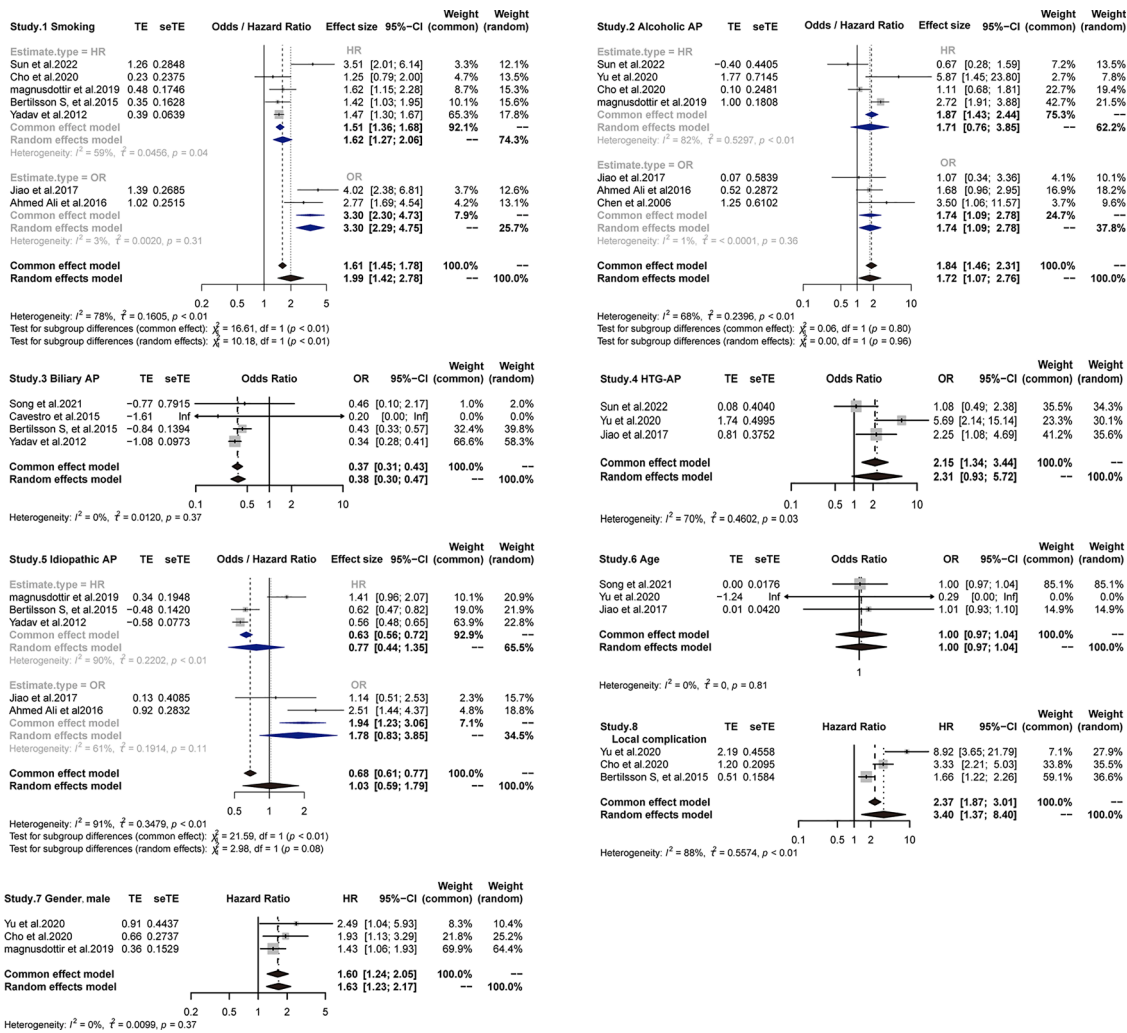 Study.1 Smoking TE seTE Odds / Hazard Ratio Effect size 95%−CI Weight (common) Weight (random)
Estimate.type = HR HR
Sun et al.2022 1.26 0.2848 3.51 [2.01; 6.14] 3.3% 12.1%
Cho et al.2020 0.23 0.2375 1.25 [0.79; 2.00] 4.7% 13.5%
magnusdottir et al.2019 0.48 0.1746 1.62 [1.15; 2.28] 8.7% 15.3%
Bertilsson S, et al.2015 0.35 0.1628 1.42 [1.03; 1.95] 10.1% 15.6%
Yadav et al.2012 0.39 0.0639 1.47 [1.30; 1.67] 65.3% 17.8%
Common effect model 1.51 [1.36; 1.68] 92.1% −−
Random effects model 1.62 [1.27; 2.06] −− 74.3%
Heterogeneity: I² = 59%, τ² = 0.0456, p = 0.04
Estimate.type = OR OR
Jiao et al.2017 1.39 0.2685 4.02 [2.38; 6.81] 3.7% 12.6%
Ahmed Ali et.2016 1.02 0.2515 2.77 [1.69; 4.54] 4.2% 13.1%
Common effect model 3.30 [2.30; 4.73] 7.9% −−
Random effects model 3.30 [2.29; 4.75] −− 25.7%
Heterogeneity: I² = 3%, τ² = 0.0020, p = 0.31
Common effect model 1.61 [1.45; 1.78] 100.0% −−
Random effects model 1.99 [1.42; 2.78] −− 100.0%
0.2 0.5 1 2 5
Heterogeneity: I² = 78%, τ² = 0.1605, p < 0.01
Test for subgroup differences (common effect): χ²₁ = 16.61, df = 1 (p < 0.01)
Test for subgroup differences (random effects): χ²₁ = 10.18, df = 1 (p < 0.01)
Study.2 Alcoholic AP TE seTE Odds / Hazard Ratio Effect size 95%−CI Weight (common) Weight (random)
Estimate.type = HR HR
Sun et al.2022 −0.40 0.4405 0.67 [0.28; 1.59] 7.2% 13.5%
Yu et al.2020 1.77 0.7145 5.87 [1.45; 23.80] 2.7% 7.8%
Cho et al.2020 0.10 0.2481 1.11 [0.68; 1.81] 22.7% 19.4%
magnusdottir et al.2019 1.00 0.1808 2.72 [1.91; 3.88] 42.7% 21.5%
Common effect model 1.87 [1.43; 2.44] 75.3% −−
Random effects model 1.71 [0.76; 3.85] −− 62.2%
Heterogeneity: I² = 82%, τ² = 0.5297, p < 0.01
Estimate.type = OR OR
Jiao et al.2017 0.07 0.5839 1.07 [0.34; 3.36] 4.1% 10.1%
Ahmed Ali et al2016 0.52 0.2872 1.68 [0.96; 2.95] 16.9% 18.2%
Chen et al.2006 1.25 0.6102 3.50 [1.06; 11.57] 3.7% 9.6%
Common effect model 1.74 [1.09; 2.78] 24.7% −−
Random effects model 1.74 [1.09; 2.78] −− 37.8%
Heterogeneity: I² = 1%, τ² = < 0.0001, p = 0.36
Common effect model 1.84 [1.46; 2.31] 100.0% −−
Random effects model 1.72 [1.07; 2.76] −− 100.0%
0.1 0.5 1 2 10
Heterogeneity: I² = 68%, τ² = 0.2396, p < 0.01
Test for subgroup differences (common effect): χ²₁ = 0.06, df = 1 (p = 0.80)
Test for subgroup differences (random effects): χ²₁ = 0.00, df = 1 (p = 0.96)
Study.3 Biliary AP TE seTE Odds Ratio OR 95%−CI Weight (common) Weight (random)
Song et al.2021 −0.77 0.7915 0.46 [0.10; 2.17] 1.0% 2.0%
Cavestro et al.2015 −1.61 Inf 0.20 [0.00; Inf] 0.0% 0.0%
Bertilsson S, et al.2015 −0.84 0.1394 0.43 [0.33; 0.57] 32.4% 39.8%
Yadav et al.2012 −1.08 0.0973 0.34 [0.28; 0.41] 66.6% 58.3%
Common effect model 0.37 [0.31; 0.43] 100.0% −−
Random effects model 0.38 [0.30; 0.47] −− 100.0%
0.1 0.5 1 2 10
Heterogeneity: I² = 0%, τ² = 0.0120, p = 0.37
Study.4 HTG-AP TE seTE Odds Ratio OR 95%−CI Weight (common) Weight (random)
Sun et al.2022 0.08 0.4040 1.08 [0.49; 2.38] 35.5% 34.3%
Yu et al.2020 1.74 0.4995 5.69 [2.14; 15.14] 23.3% 30.1%
Jiao et al.2017 0.81 0.3752 2.25 [1.08; 4.69] 41.2% 35.6%
Common effect model 2.15 [1.34; 3.44] 100.0% −−
Random effects model 2.31 [0.93; 5.72] −− 100.0%
0.1 0.5 1 2 10
Heterogeneity: I² = 70%, τ² = 0.4602, p = 0.03
Study.5 Idiopathic AP TE seTE Odds / Hazard Ratio Effect size 95%−CI Weight (common) Weight (random)
Estimate.type = HR HR
magnusdottir et al.2019 0.34 0.1948 1.41 [0.96; 2.07] 10.1% 20.9%
Bertilsson S, et al.2015 −0.48 0.1420 0.62 [0.47; 0.82] 19.0% 21.9%
Yadav et al.2012 −0.58 0.0773 0.56 [0.48; 0.65] 63.9% 22.8%
Common effect model 0.63 [0.56; 0.72] 92.9% −−
Random effects model 0.77 [0.44; 1.35] −− 65.5%
Heterogeneity: I² = 90%, τ² = 0.2202, p < 0.01
Estimate.type = OR OR
Jiao et al.2017 0.13 0.4085 1.14 [0.51; 2.53] 2.3% 15.7%
Ahmed Ali et al2016 0.92 0.2832 2.51 [1.44; 4.37] 4.8% 18.8%
Common effect model 1.94 [1.23; 3.06] 7.1% −−
Random effects model 1.78 [0.83; 3.85] −− 34.5%
Heterogeneity: I² = 61%, τ² = 0.1914, p = 0.11
Common effect model 0.68 [0.61; 0.77] 100.0% −−
Random effects model 1.03 [0.59; 1.79] −− 100.0%
0.5 1 2
Heterogeneity: I² = 91%, τ² = 0.3479, p < 0.01
Test for subgroup differences (common effect): χ²₁ = 21.59, df = 1 (p < 0.01)
Test for subgroup differences (random effects): χ²₁ = 2.98, df = 1 (p = 0.08)
Study.6 Age TE seTE Odds Ratio OR 95%−CI Weight (common) Weight (random)
Song et al.2021 0.00 0.0176 1.00 [0.97; 1.04] 85.1% 85.1%
Yu et al.2020 −1.24 Inf 0.29 [0.00; Inf] 0.0% 0.0%
Jiao et al.2017 0.01 0.0420 1.01 [0.93; 1.10] 14.9% 14.9%
Common effect model 1.00 [0.97; 1.04] 100.0% −−
Random effects model 1.00 [0.97; 1.04] −− 100.0%
1
Heterogeneity: I² = 0%, τ² = 0, p = 0.81
Study.8 Local complication TE seTE Hazard Ratio HR 95%−CI Weight (common) Weight (random)
Yu et al.2020 2.19 0.4558 8.92 [3.65; 21.79] 7.1% 27.9%
Cho et al.2020 1.20 0.2095 3.33 [2.21; 5.03] 33.8% 35.5%
Bertilsson S, et al.2015 0.51 0.1584 1.66 [1.22; 2.26] 59.1% 36.6%
Common effect model 2.37 [1.87; 3.01] 100.0% −−
Random effects model 3.40 [1.37; 8.40] −− 100.0%
0.1 0.5 1 2 10
Heterogeneity: I² = 88%, τ² = 0.5574, p < 0.01
Study.7 Gender, male TE seTE Hazard Ratio HR 95%−CI Weight (common) Weight (random)
Yu et al.2020 0.91 0.4437 2.49 [1.04; 5.93] 8.3% 10.4%
Cho et al.2020 0.66 0.2737 1.93 [1.13; 3.29] 21.8% 25.2%
magnusdottir et al.2019 0.36 0.1529 1.43 [1.06; 1.93] 69.9% 64.4%
Common effect model 1.60 [1.24; 2.05] 100.0% −−
Random effects model 1.63 [1.23; 2.17] −− 100.0%
0.2 0.5 1 2 5
Heterogeneity: I² = 0%, τ² = 0.0099, p = 0.37